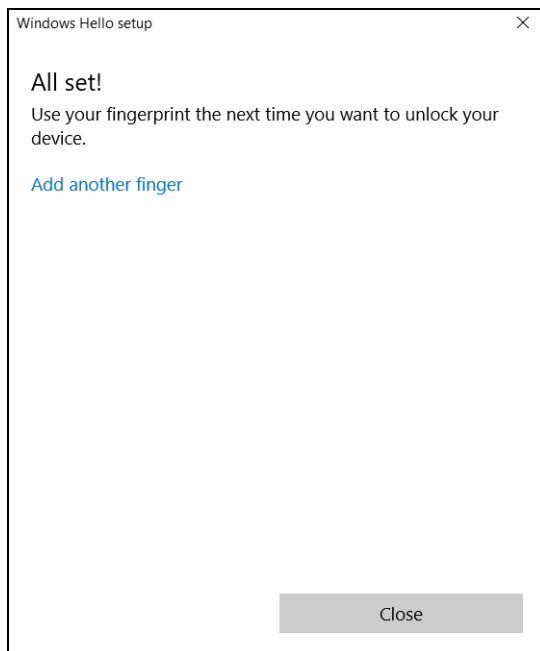 Windows Hello setup
All set!
Use your fingerprint the next time you want to unlock your
device.
Add another finger
Close